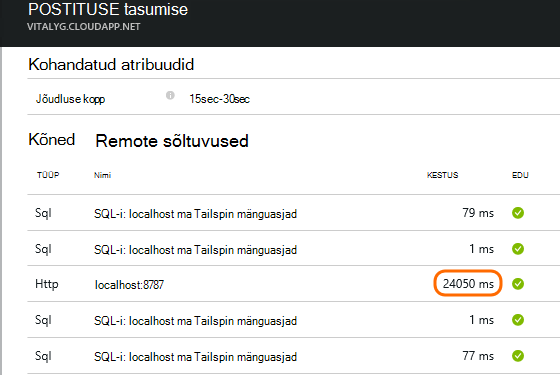 POSTITUSE tasumise
VITALYG.CLOUDAPP.NET
Kohandatud atribuudid
Jõudluse kopp 15sec-30sec
Kõned Remote sõltuvused
TÜÜP Nimi KESTUS EDU
Sql SQL-i: localhost ma Tailspin mänguasjad 79 ms
Sql SQL-i: localhost ma Tailspin mänguasjad 1 ms
Http localhost:8787 24050 ms
Sql SQL-i: localhost ma Tailspin mänguasjad 1 ms
Sql SQL-i: localhost ma Tailspin mänguasjad 77 ms